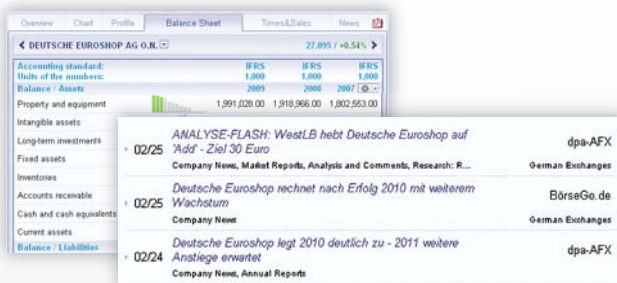 Overview Chart Profile Balance Sheet Times&Sales News
DEUTSCHE EUROSHOP AG O.N. 27.095 / +0.54%
Accounting standard: IFRS IFRS IFRS
Units of the numbers: 1,000 1,000 1,000
Balance / Assets 2009 2008 2007
Property and equipment 1,991,028.00 1,918,966.00 1,802,553.00
Intangible assets
Long-term investments
Fixed assets
Inventories
Accounts receivable
Cash and cash equivalents
Current assets
Balance / Liabilities
ANALYSE-FLASH: WestLB hebt Deutsche Euroshop auf
02/25 'Add' - Ziel 30 Euro dpa-AFX
Company News, Market Reports, Analysis and Comments, Research: R... German Exchanges
Deutsche Euroshop rechnet nach Erfolg 2010 mit weiterem
02/25 Wachstum BörseGo.de
Company News German Exchanges
Deutsche Euroshop legt 2010 deutlich zu - 2011 weitere
02/24 Anstiege erwartet dpa-AFX
Company News, Annual Reports